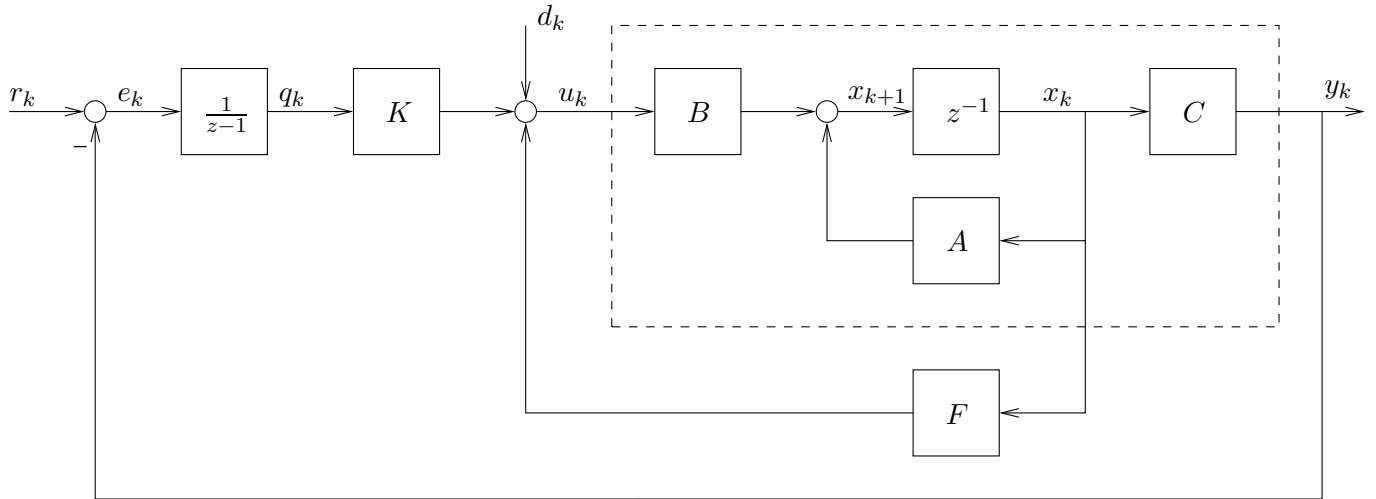 d_k
r_k
e_k
1/(z−1)
q_k
K
u_k
B
x_{k+1}
z^{−1}
x_k
C
y_k
−
A
F